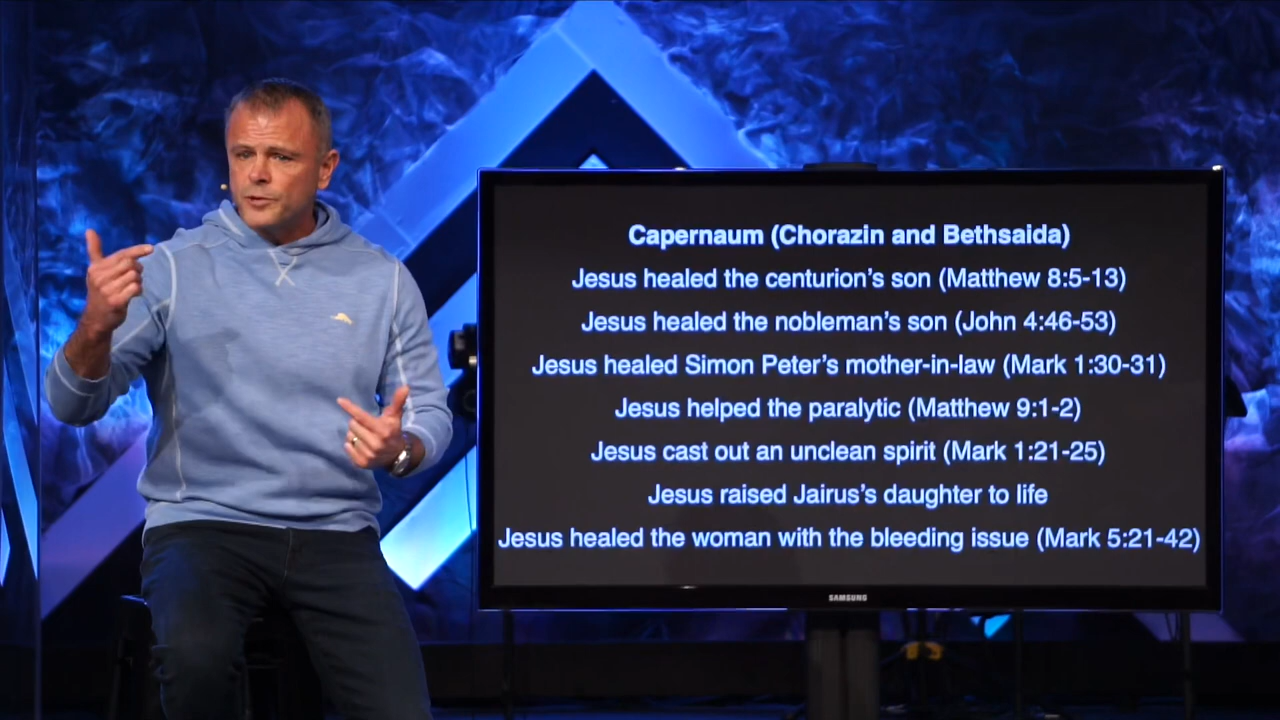 Capernaum (Chorazin and Bethsaida)
Jesus healed the centurion's son (Matthew 8:5-13)
Jesus healed the nobleman's son (John 4:46-53)
Jesus healed Simon Peter's mother-in-law (Mark 1:30-31)
Jesus helped the paralytic (Matthew 9:1-2)
Jesus cast out an unclean spirit (Mark 1:21-25)
Jesus raised Jairus's daughter to life
Jesus healed the woman with the bleeding issue (Mark 5:21-42)
SAMSUNG